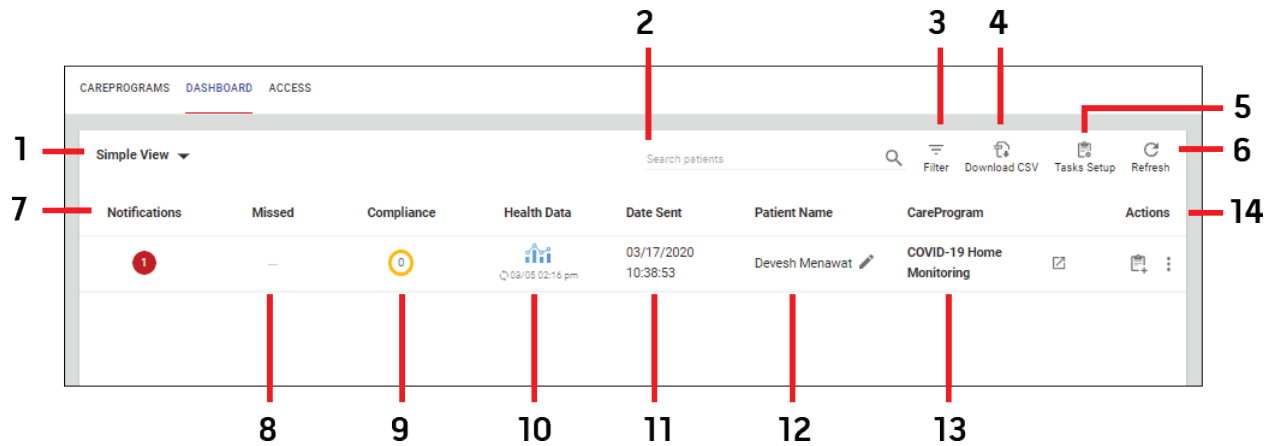 2 3 4
CAREPROGRAMS DASHBOARD ACCESS
5
1 Simple View Search patients Filter Download CSV Tasks Setup Refresh 6
7 Notifications Missed Compliance Health Data Date Sent Patient Name CareProgram Actions 14
1 — 0 03/05 02:16 pm 03/17/2020 Devesh Menawat COVID-19 Home
10:38:53 Monitoring
8 9 10 11 12 13